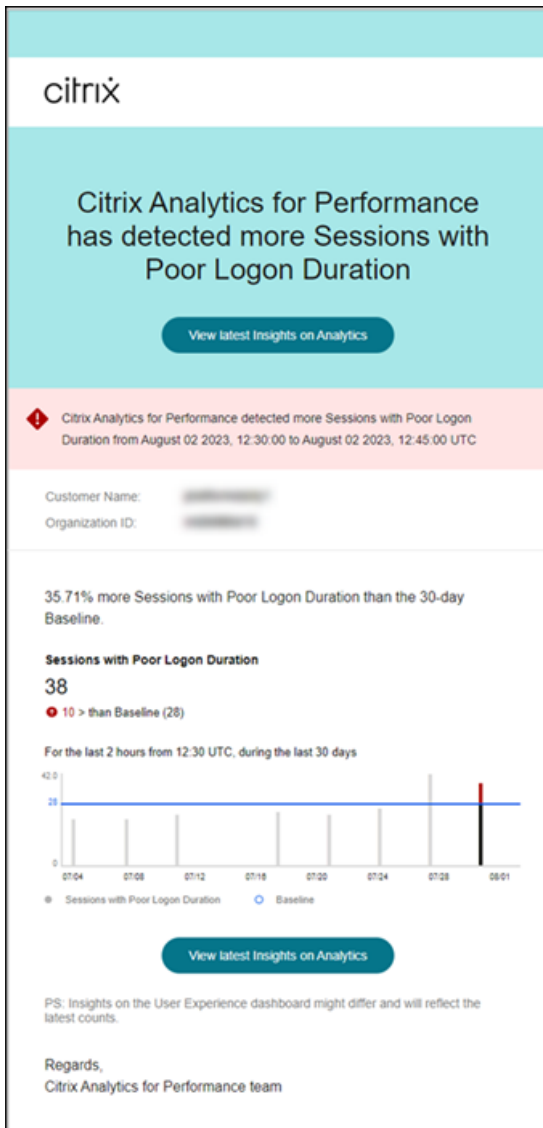 citrix
Citrix Analytics for Performance
has detected more Sessions with
Poor Logon Duration
View latest Insights on Analytics
Citrix Analytics for Performance detected more Sessions with Poor Logon
Duration from August 02 2023, 12:30:00 to August 02 2023, 12:45:00 UTC
Customer Name:
Organization ID:
35.71% more Sessions with Poor Logon Duration than the 30-day
Baseline.
Sessions with Poor Logon Duration
38
10 > than Baseline (28)
For the last 2 hours from 12:30 UTC, during the last 30 days
42.0
28
0
07/04 07/08 07/12 07/16 07/20 07/24 07/28 08/01
Sessions with Poor Logon Duration Baseline
View latest Insights on Analytics
PS: Insights on the User Experience dashboard might differ and will reflect the
latest counts.
Regards,
Citrix Analytics for Performance team